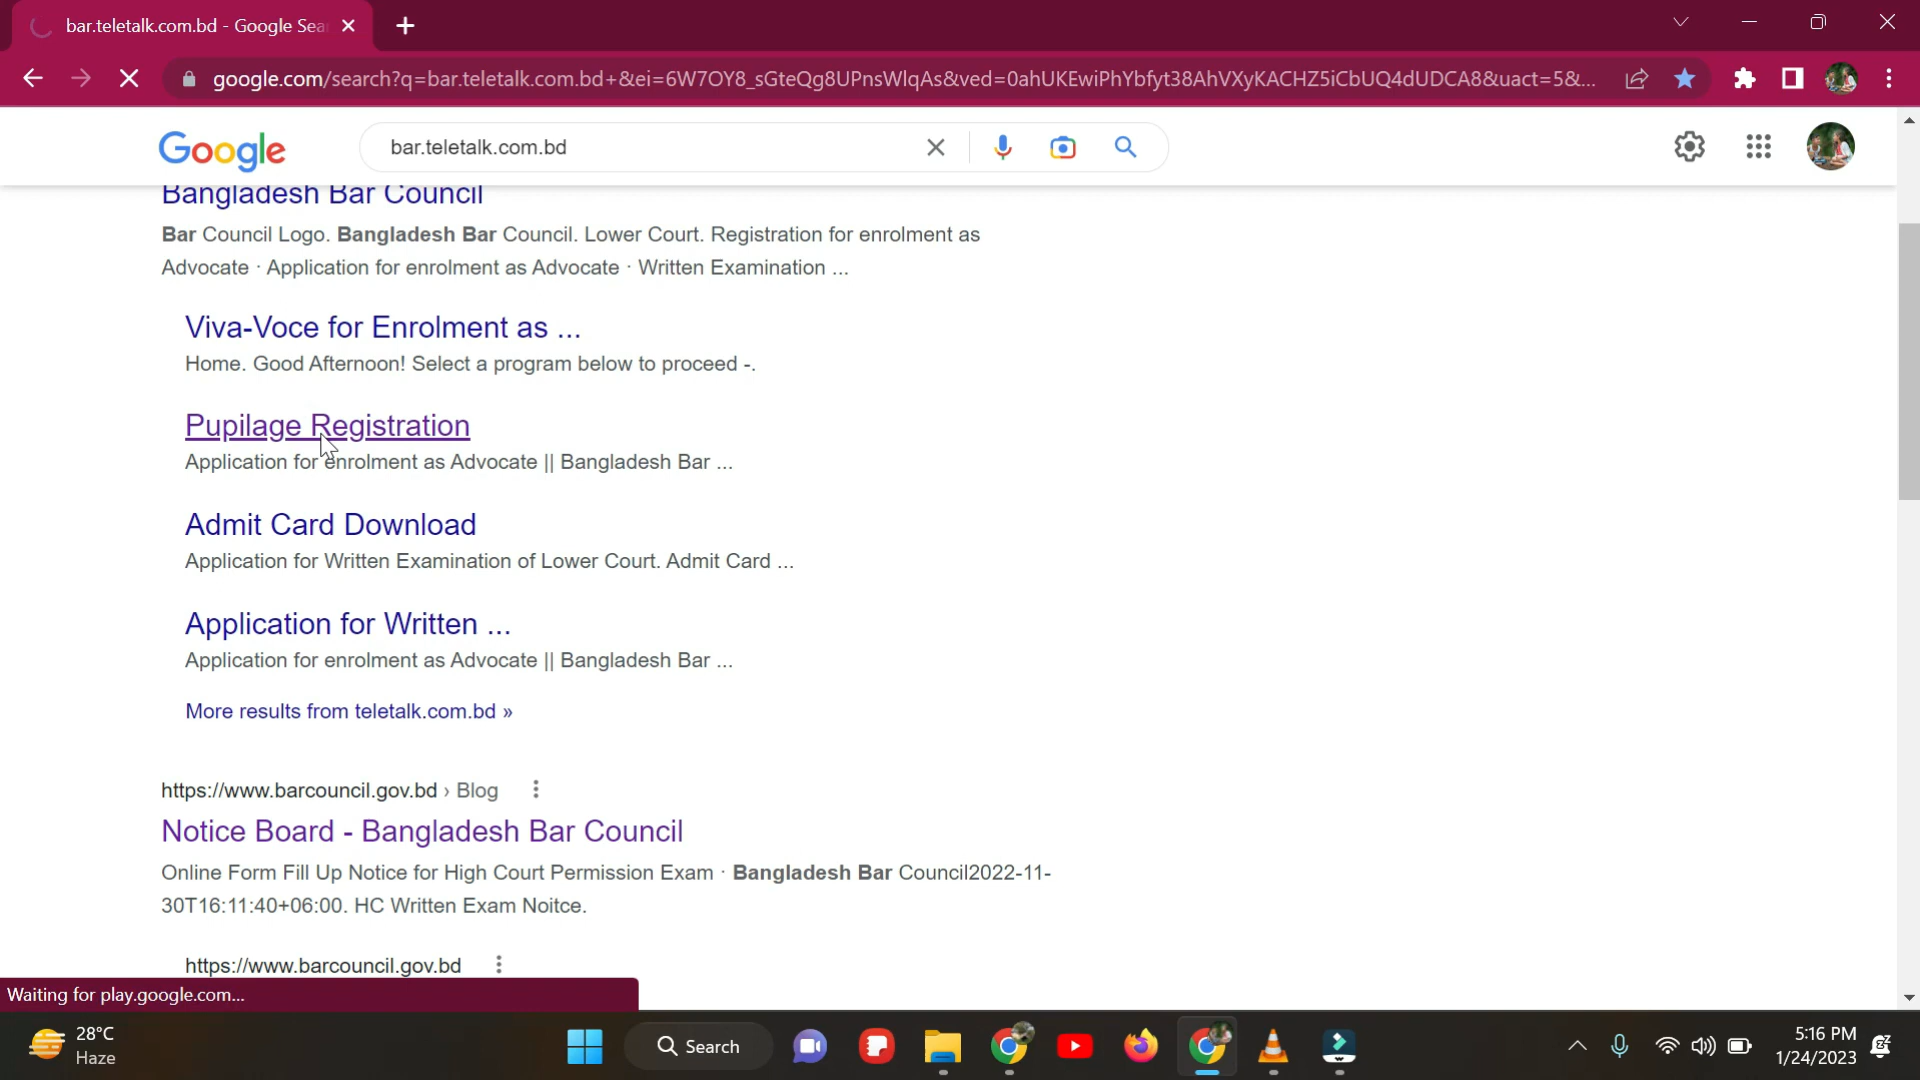 bar.teletalk.com.bd - Google Sea
google.com/search?q=bar.teletalk.com.bd+&ei=6W7OY8_sGteQg8UPnsWlqAs&ved=0ahUKEwiPhYbfyt38AhVXyKACHZ5iCbUQ4dUDCA8&uact=5&...
Google
bar.teletalk.com.bd
Bangladesh Bar Council
Bar Council Logo. Bangladesh Bar Council. Lower Court. Registration for enrolment as
Advocate · Application for enrolment as Advocate · Written Examination ...
Viva-Voce for Enrolment as ...
Home. Good Afternoon! Select a program below to proceed -.
Pupilage Registration
Application for enrolment as Advocate || Bangladesh Bar ...
Admit Card Download
Application for Written Examination of Lower Court. Admit Card ...
Application for Written ...
Application for enrolment as Advocate || Bangladesh Bar ...
More results from teletalk.com.bd »
https://www.barcouncil.gov.bd › Blog
Notice Board - Bangladesh Bar Council
Online Form Fill Up Notice for High Court Permission Exam · Bangladesh Bar Council2022-11-
30T16:11:40+06:00. HC Written Exam Noitce.
https://www.barcouncil.gov.bd
Waiting for play.google.com...
28°C
Haze
Search
5:16 PM
1/24/2023